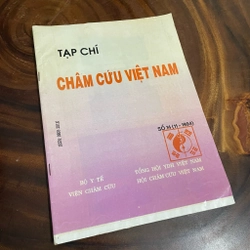 TẠP CHÍ
CHÂM CỨU VIỆT NAM
BỘ Y TẾ
VIỆN CHÂM CỨU
TỔNG HỘI YHH VIỆT NAM
HỘI CHÂM CỨU VIỆT NAM